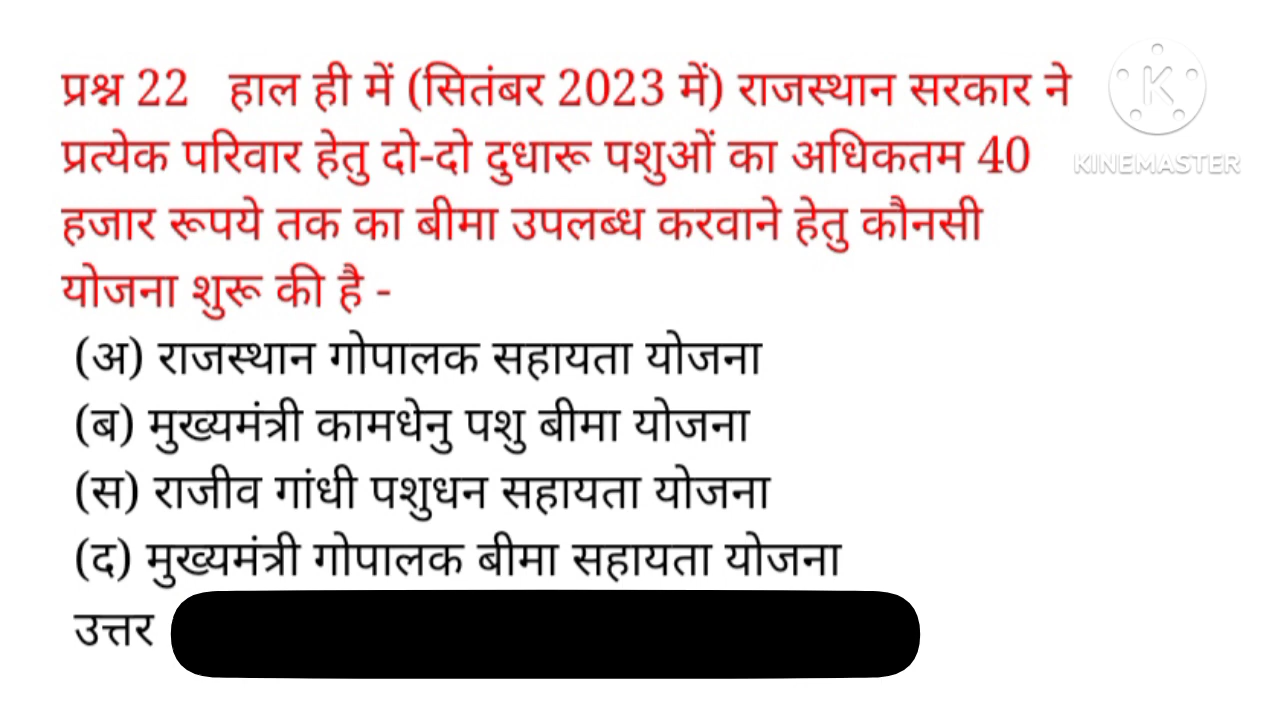 प्रश्न 22 हाल ही में (सितंबर 2023 में) राजस्थान सरकार ने
प्रत्येक परिवार हेतु दो-दो दुधारू पशुओं का अधिकतम 40
हजार रूपये तक का बीमा उपलब्ध करवाने हेतु कौनसी
योजना शुरू की है -
(अ) राजस्थान गोपालक सहायता योजना
(ब) मुख्यमंत्री कामधेनु पशु बीमा योजना
(स) राजीव गांधी पशुधन सहायता योजना
(द) मुख्यमंत्री गोपालक बीमा सहायता योजना
उत्तर
K
KINEMASTER